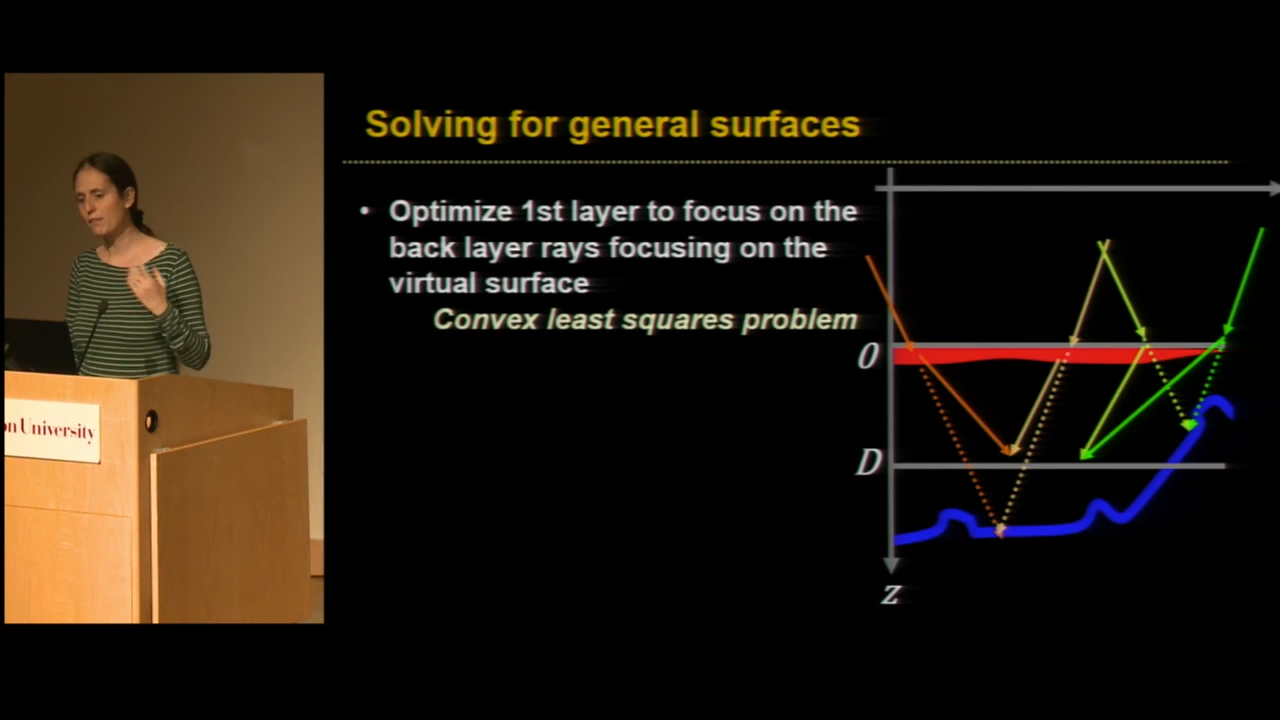 Solving for general surfaces
• Optimize 1st layer to focus on the
back layer rays focusing on the
virtual surface
Convex least squares problem
0
D
z
on University